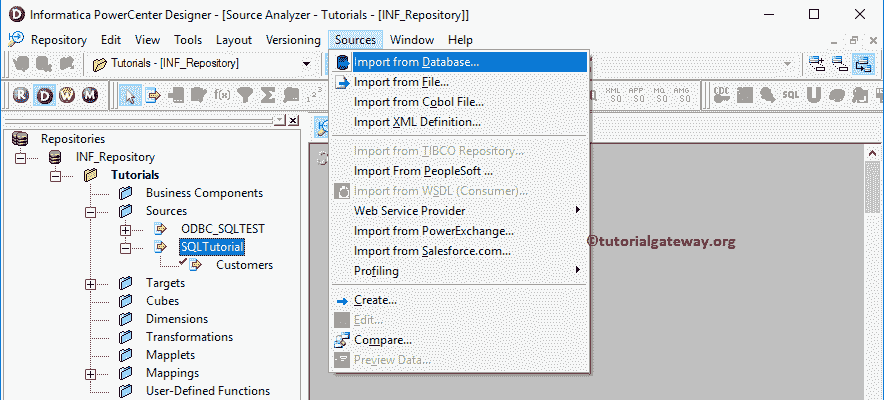 Informatica PowerCenter Designer - [Source Analyzer - Tutorials - [INF_Repository]]
Repository Edit View Tools Layout Versioning Sources Window Help
Tutorials - [INF_Repository]
R D W M
SQL
Repositories
INF_Repository
Tutorials
Business Components
Sources
ODBC_SQLTEST
SQLTutorial
Customers
Targets
Cubes
Dimensions
Transformations
Mapplets
Mappings
User-Defined Functions
Import from Database...
Import from File...
Import from Cobol File...
Import XML Definition...
Import from TIBCO Repository...
Import From PeopleSoft ...
Import from WSDL (Consumer)...
Web Service Provider
Import from PowerExchange...
Import from Salesforce.com...
Profiling
Create...
Edit...
Compare...
Preview Data...
©tutorialgateway.org